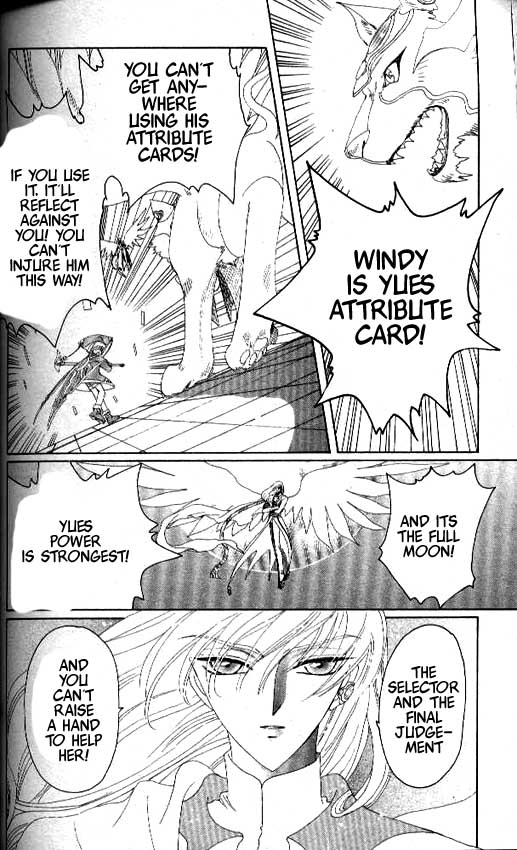 WINDY
IS YUES
ATTRIBUTE
CARD!
YOU CAN'T
GET ANY-
WHERE
USING HIS
ATTRIBUTE
CARDS!
IF YOU USE
IT, IT'LL
REFLECT
AGAINST
YOU! YOU
CAN'T
INJURE HIM
THIS WAY!
AND ITS
THE FULL
MOON!
YUES
POWER
IS STRONGEST!
THE
SELECTOR
AND THE
FINAL
JUDGE-
MENT
AND
YOU
CAN'T
RAISE
A HAND
TO HELP
HER!